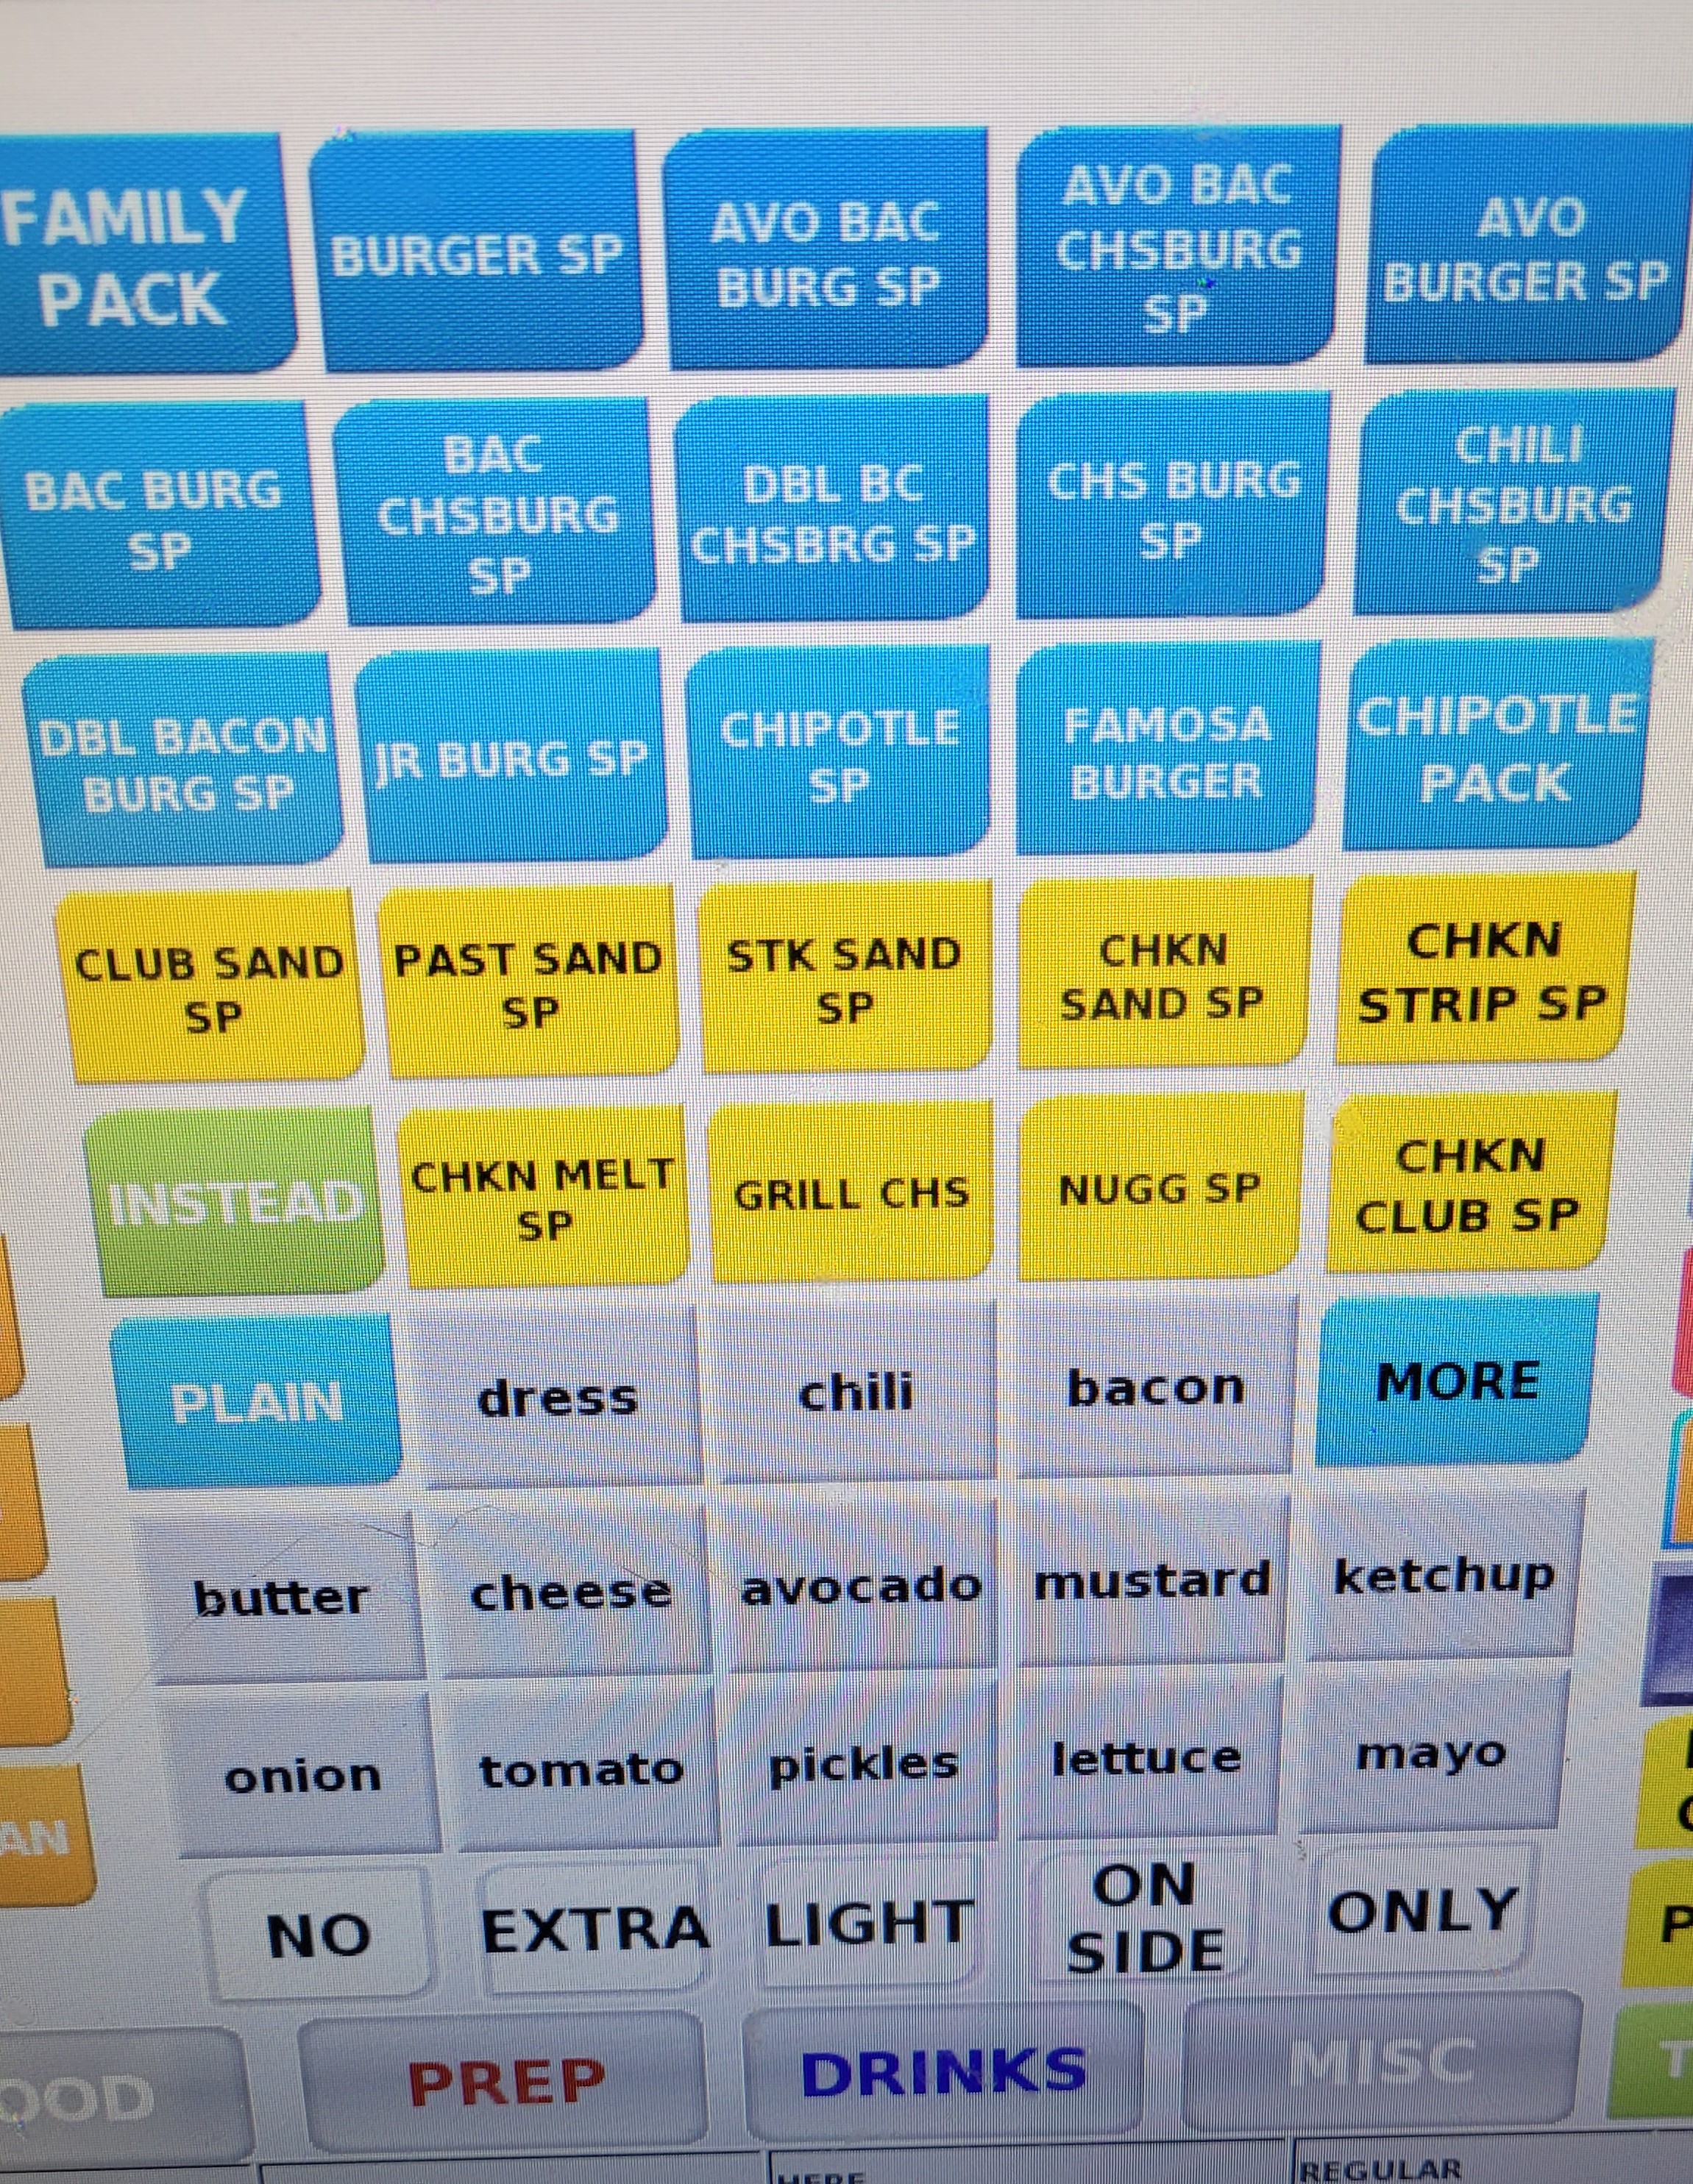 FAMILY
PACK
BURGER SP
AVO BAC
BURG SP
AVO BAC
CHSBURG
SP
AVO
BURGER SP
BAC BURG
SP
BAC
CHSBURG
SP
DBL BC
CHSBRG SP
CHS BURG
SP
CHILI
CHSBURG
SP
DBL BACON
BURG SP
JR BURG SP
CHIPOTLE
SP
FAMOSA
BURGER
CHIPOTLE
PACK
CLUB SAND
SP
PAST SAND
SP
STK SAND
SP
CHKN
SAND SP
CHKN
STRIP SP
INSTEAD
CHKN MELT
SP
GRILL CHS
NUGG SP
CHKN
CLUB SP
PLAIN
dress
chili
bacon
MORE
butter
cheese
avocado
mustard
ketchup
onion
tomato
pickles
lettuce
mayo
AN
NO
EXTRA
LIGHT
ON
SIDE
ONLY
P
OOD
PREP
DRINKS
MISC
T
HERE
REGULAR